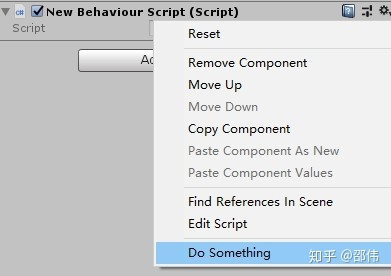 New Behaviour Script (Script)
Script
Reset
Remove Component
Move Up
Move Down
Copy Component
Paste Component As New
Paste Component Values
Find References In Scene
Edit Script
Do Something
知乎 @邵伟